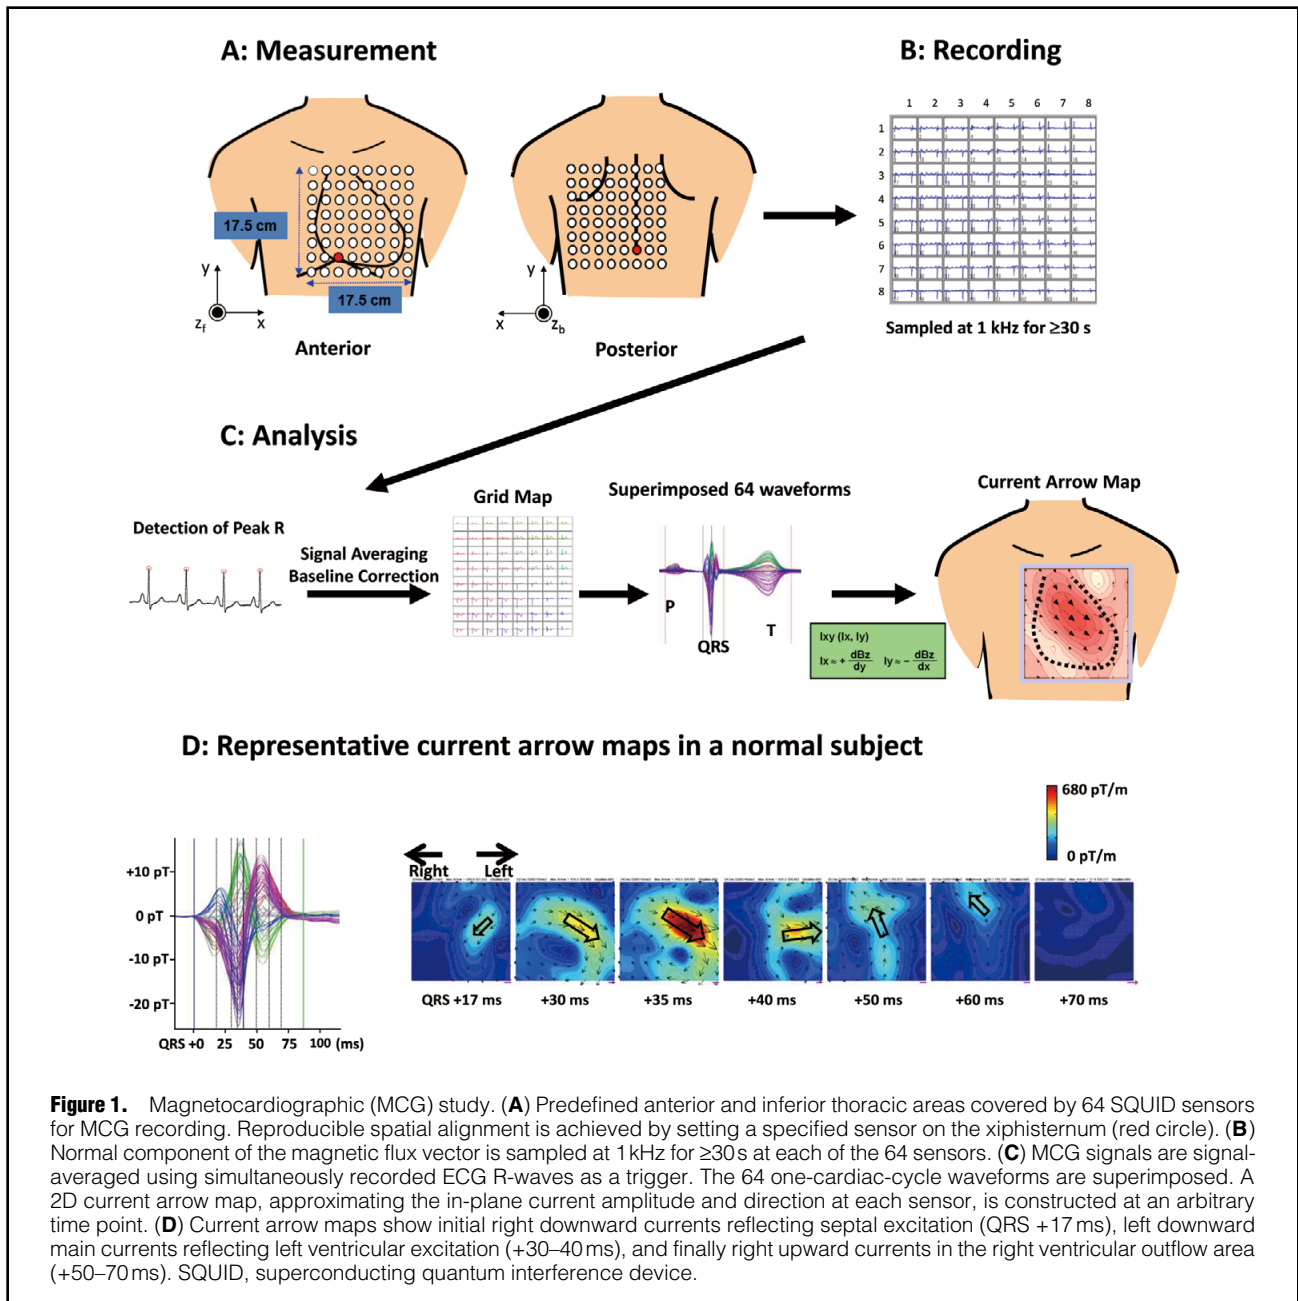 A: Measurement
B: Recording
17.5 cm
17.5 cm
y
x
zf
Anterior
y
x
zb
Posterior
1 2 3 4 5 6 7 8
1
2
3
4
5
6
7
8
Sampled at 1 kHz for ≥30 s
C: Analysis
Detection of Peak R
Signal Averaging
Baseline Correction
Grid Map
Superimposed 64 waveforms
P
QRS
T
Ixy (Ix, Iy)
Ix ≈ + dBz/dy Iy ≈ − dBz/dx
Current Arrow Map
D: Representative current arrow maps in a normal subject
680 pT/m
0 pT/m
+10 pT
0 pT
-10 pT
-20 pT
QRS +0 25 50 75 100 (ms)
Right Left
QRS +17 ms +30 ms +35 ms +40 ms +50 ms +60 ms +70 ms
Figure 1. Magnetocardiographic (MCG) study. (A) Predefined anterior and inferior thoracic areas covered by 64 SQUID sensors
for MCG recording. Reproducible spatial alignment is achieved by setting a specified sensor on the xiphisternum (red circle). (B)
Normal component of the magnetic flux vector is sampled at 1 kHz for ≥30 s at each of the 64 sensors. (C) MCG signals are signal-
averaged using simultaneously recorded ECG R-waves as a trigger. The 64 one-cardiac-cycle waveforms are superimposed. A
2D current arrow map, approximating the in-plane current amplitude and direction at each sensor, is constructed at an arbitrary
time point. (D) Current arrow maps show initial right downward currents reflecting septal excitation (QRS +17 ms), left downward
main currents reflecting left ventricular excitation (+30–40 ms), and finally right upward currents in the right ventricular outflow area
(+50–70 ms). SQUID, superconducting quantum interference device.